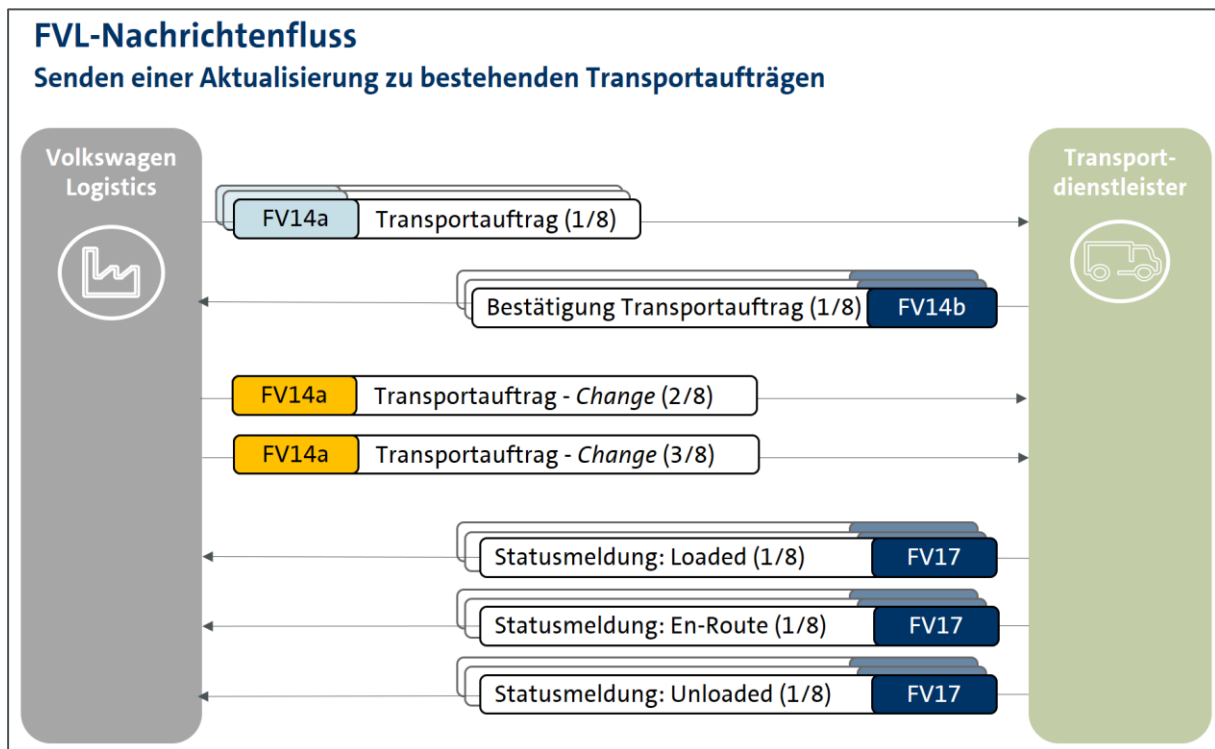 FVL-Nachrichtenfluss
Senden einer Aktualisierung zu bestehenden Transportaufträgen
Volkswagen
Logistics
Transport-
dienstleister
FV14a Transportauftrag (1/8)
Bestätigung Transportauftrag (1/8) FV14b
FV14a Transportauftrag - Change (2/8)
FV14a Transportauftrag - Change (3/8)
Statusmeldung: Loaded (1/8) FV17
Statusmeldung: En-Route (1/8) FV17
Statusmeldung: Unloaded (1/8) FV17